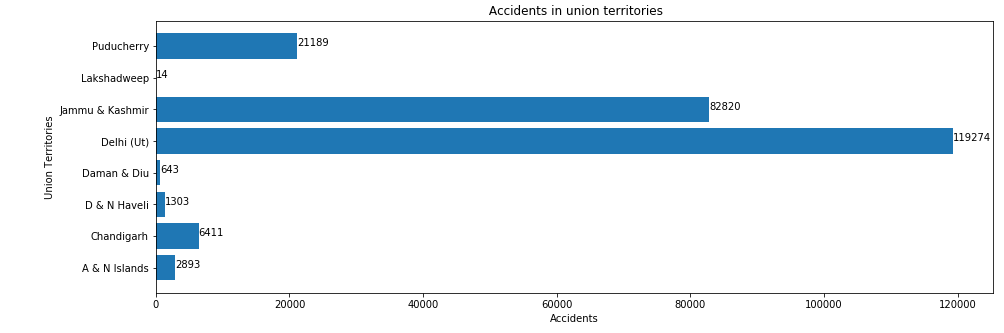 Accidents in union territories
Puducherry 21189
Lakshadweep 14
Jammu & Kashmir 82820
Delhi (Ut) 119274
Daman & Diu 643
D & N Haveli 1303
Chandigarh 6411
A & N Islands 2893
Union Territories
0 20000 40000 60000 80000 100000 120000
Accidents